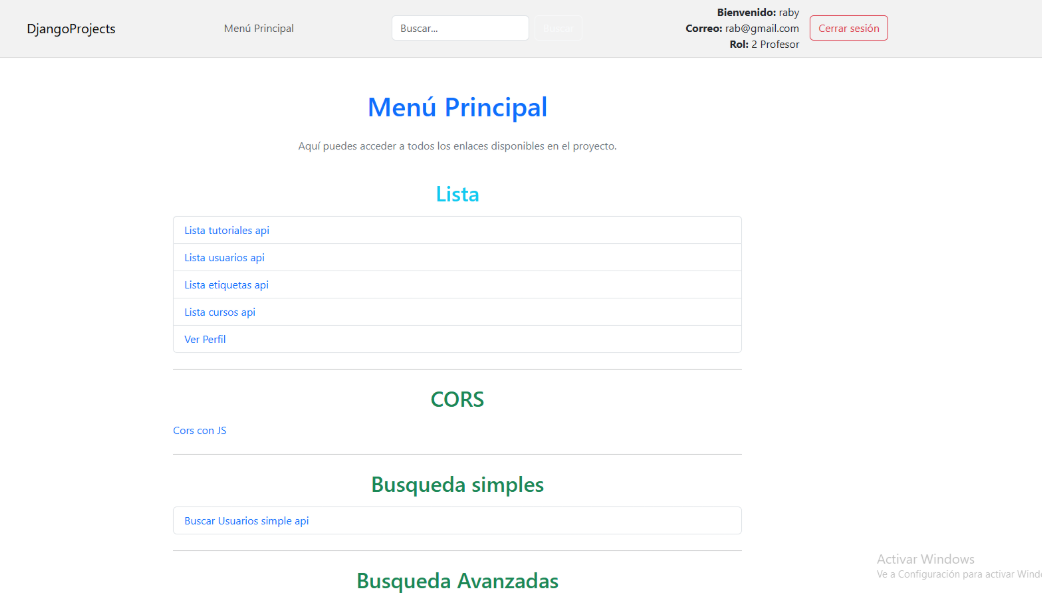 DjangoProjects
Menú Principal
Buscar...
Buscar
Bienvenido: raby
Correo: rab@gmail.com
Rol: 2 Profesor
Cerrar sesión
Menú Principal
Aquí puedes acceder a todos los enlaces disponibles en el proyecto.
Lista
Lista tutoriales api
Lista usuarios api
Lista etiquetas api
Lista cursos api
Ver Perfil
CORS
Cors con JS
Busqueda simples
Buscar Usuarios simple api
Busqueda Avanzadas
Activar Windows
Ve a Configuración para activar Wind